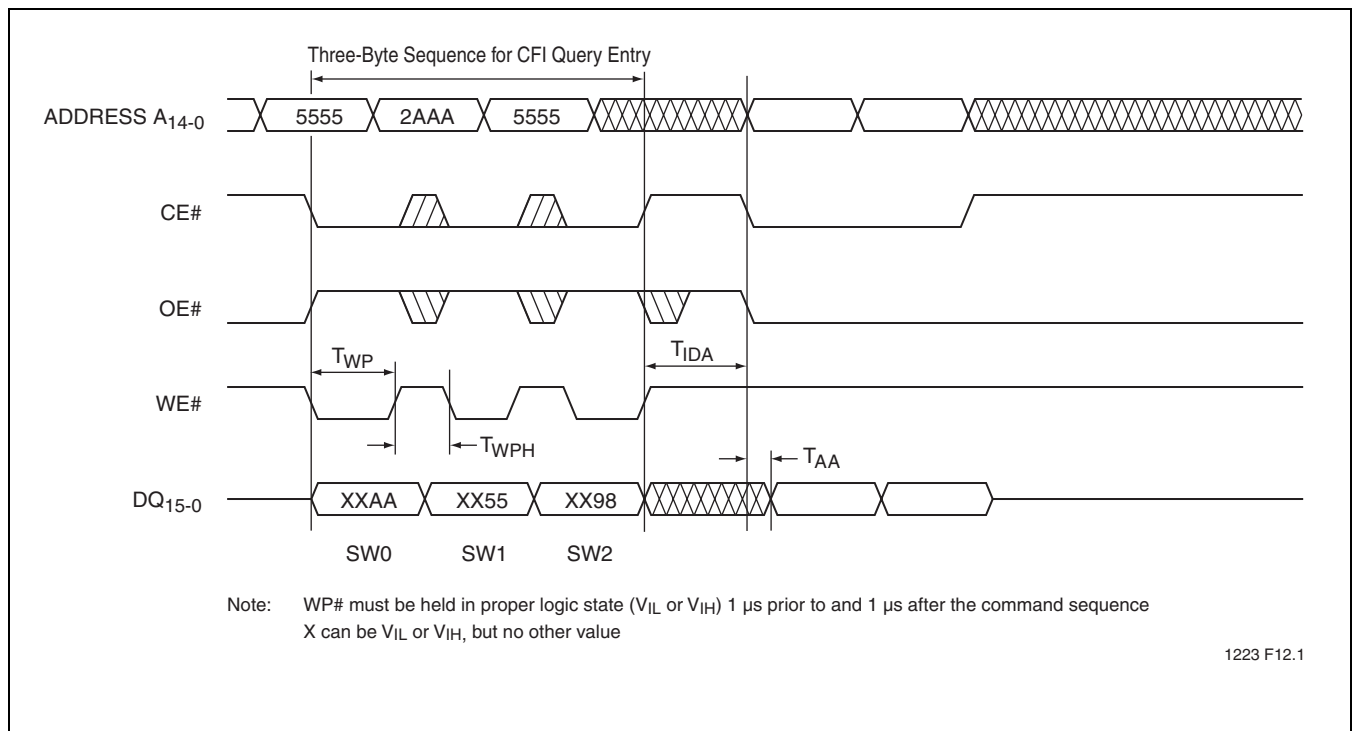 Three-Byte Sequence for CFI Query Entry
ADDRESS A14-0
5555 2AAA 5555
CE#
OE#
TWP
TIDA
WE#
TWPH
TAA
DQ15-0
XXAA XX55 XX98
SW0 SW1 SW2
Note: WP# must be held in proper logic state (VIL or VIH) 1 µs prior to and 1 µs after the command sequence
X can be VIL or VIH, but no other value
1223 F12.1